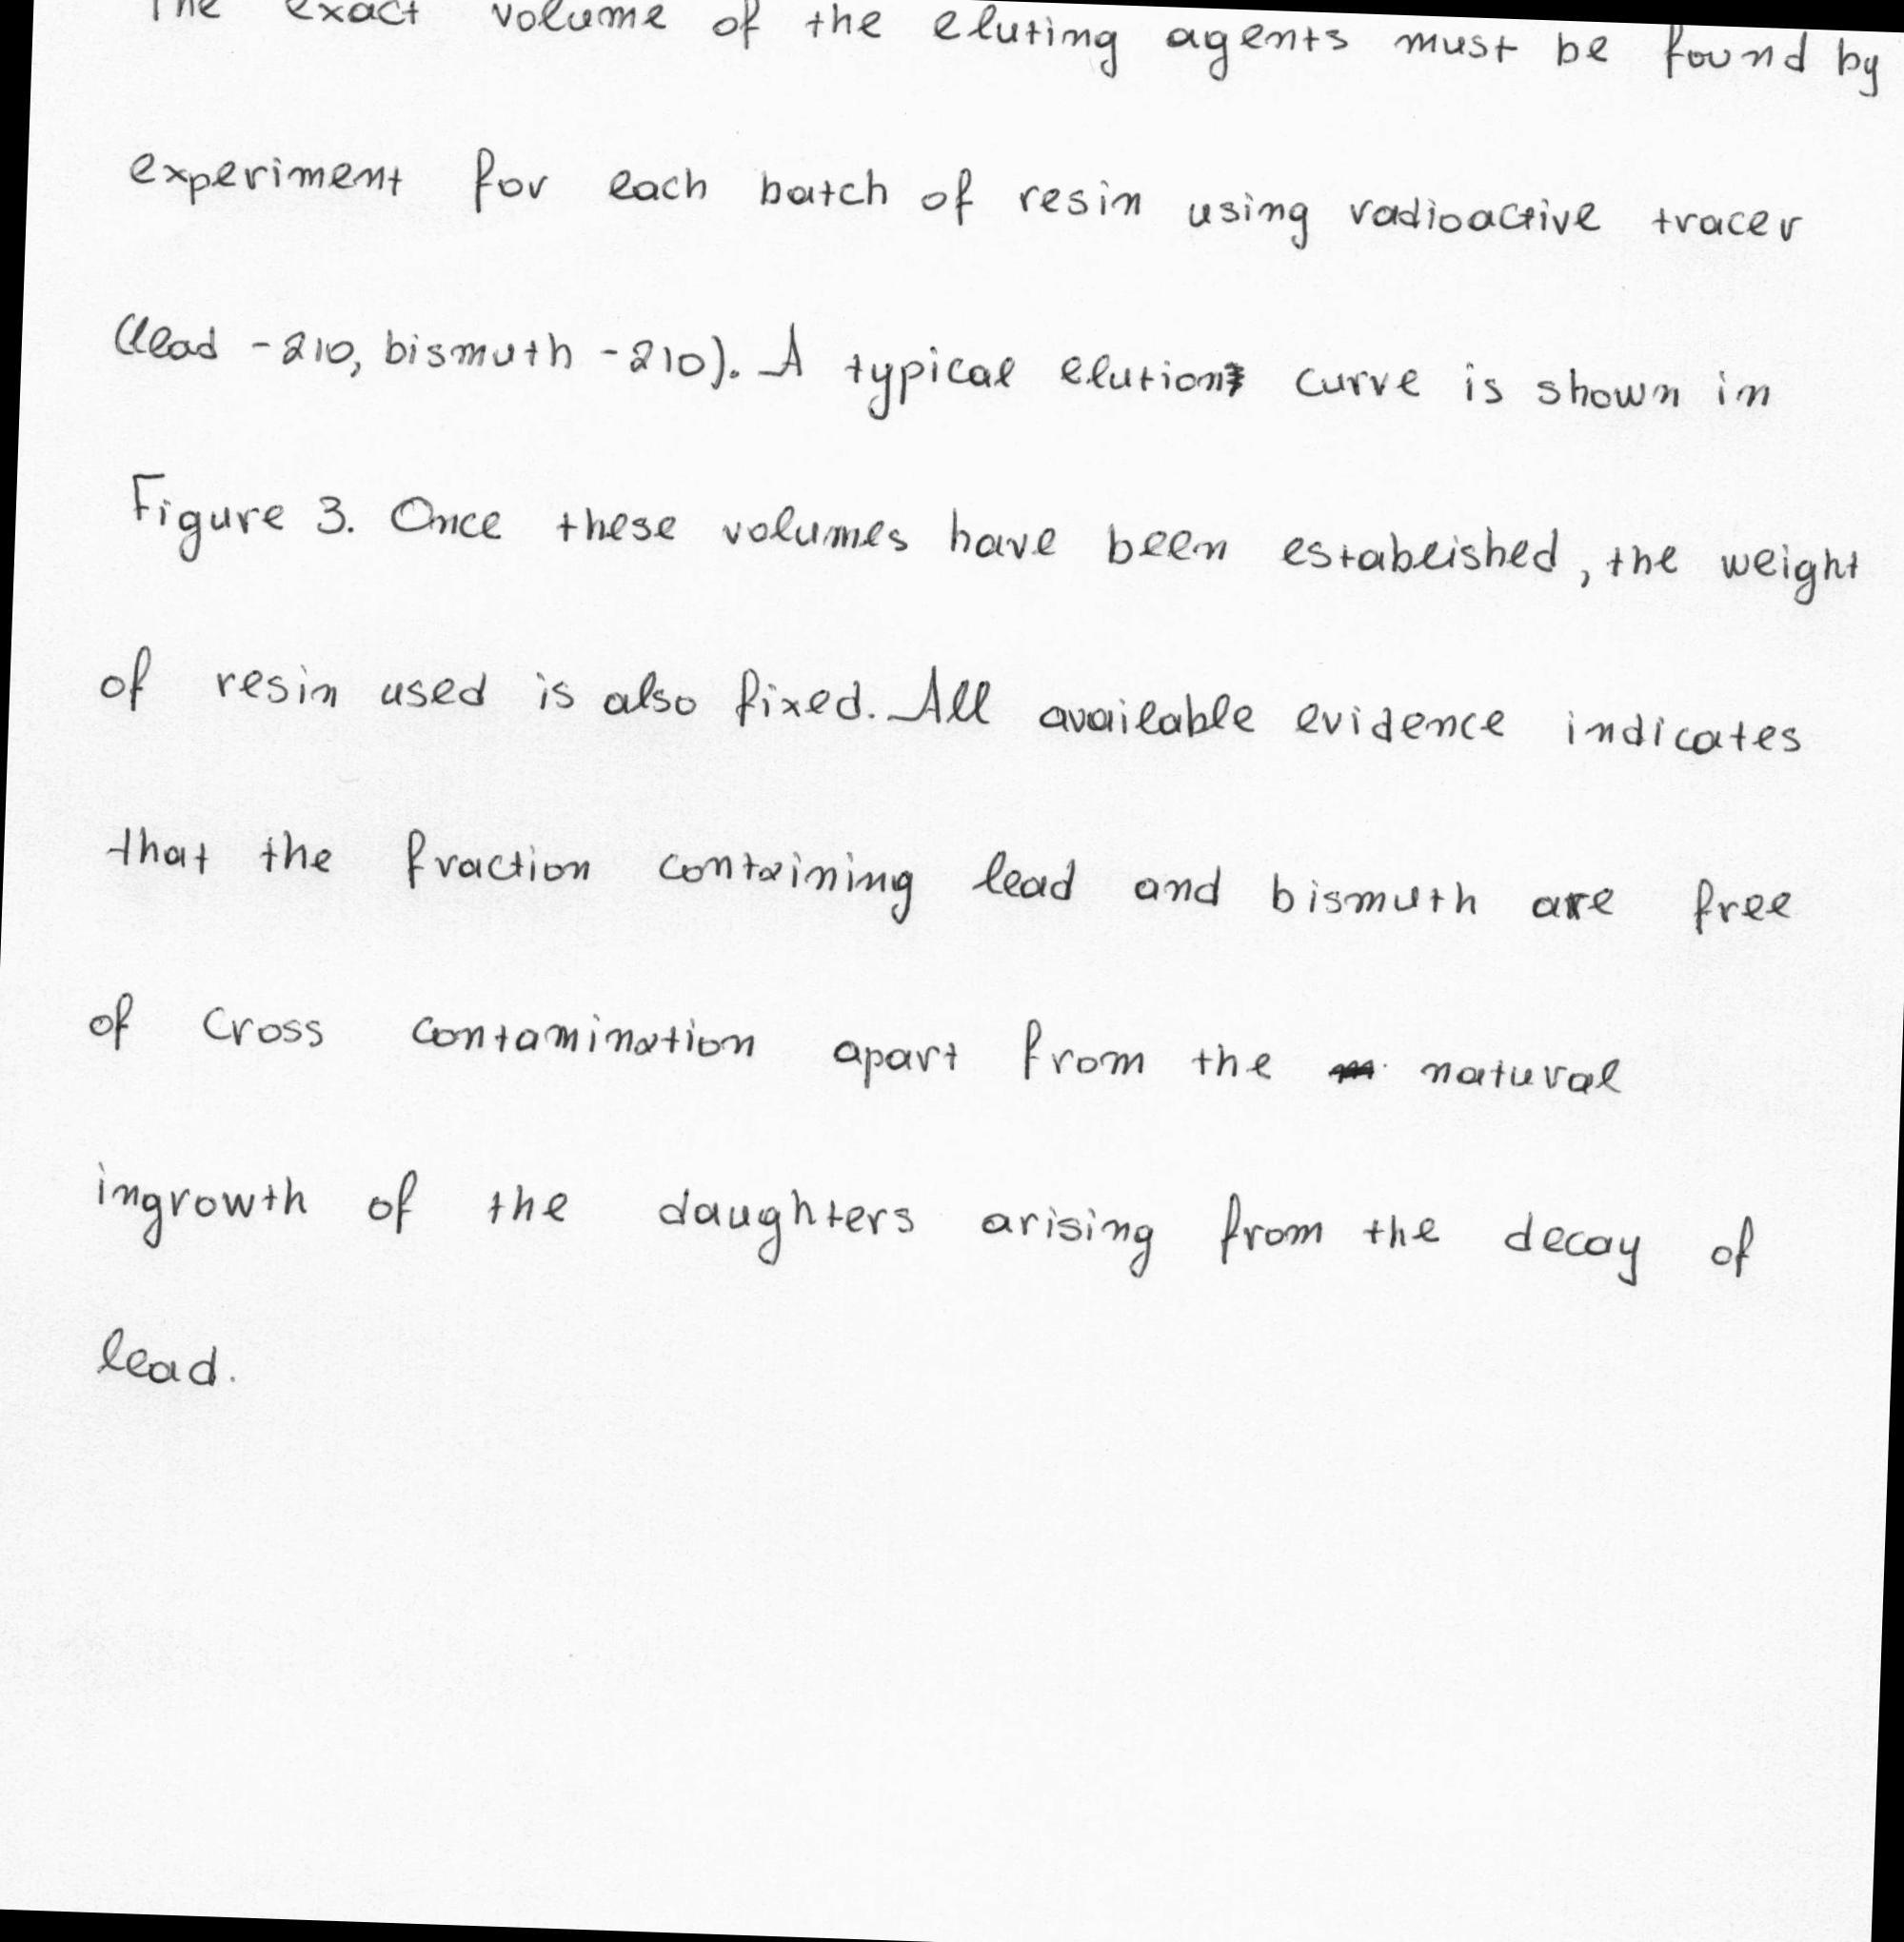 The exact volume of the eluting agents must be found by
experiment for each batch of resin using radioactive tracer
(lead -210, bismuth -210). A typical elution curve is shown in
Figure 3. Once these volumes have been established, the weight
of resin used is also fixed. All available evidence indicates
that the fraction containing lead and bismuth are free
of cross contamination apart from the natural
ingrowth of the daughters arising from the decay of
lead.